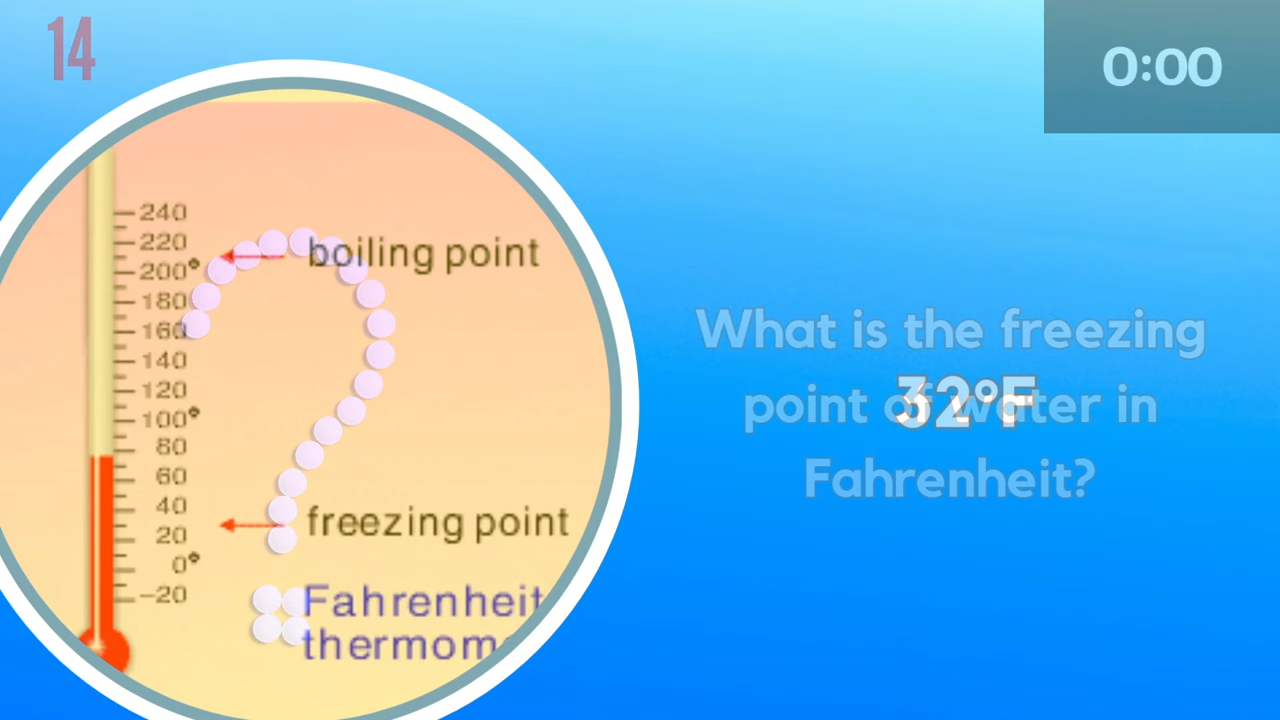 14
0:00
240
220
200°
180
160
140
120
100°
80
60
40
20
0°
–20
boiling point
freezing point
Fahrenheit
thermom
What is the freezing
point of water in
Fahrenheit?
32°F